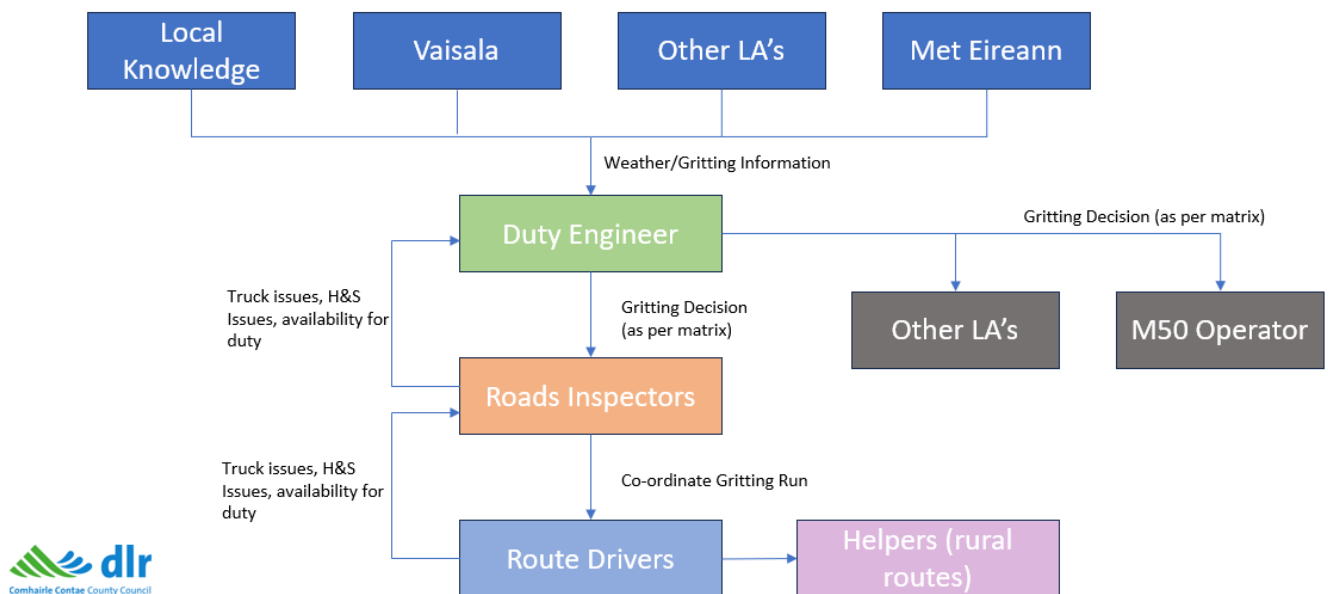 Local
Knowledge
Vaisala
Other LA's
Met Eireann
Weather/Gritting Information
Duty Engineer
Gritting Decision (as per matrix)
Truck issues, H&S
Issues, availability for
duty
Gritting Decision
(as per matrix)
Other LA's
M50 Operator
Roads Inspectors
Truck issues, H&S
Issues, availability for
duty
Co-ordinate Gritting Run
Route Drivers
Helpers (rural
routes)
dlr
Comhairle Contae County Council